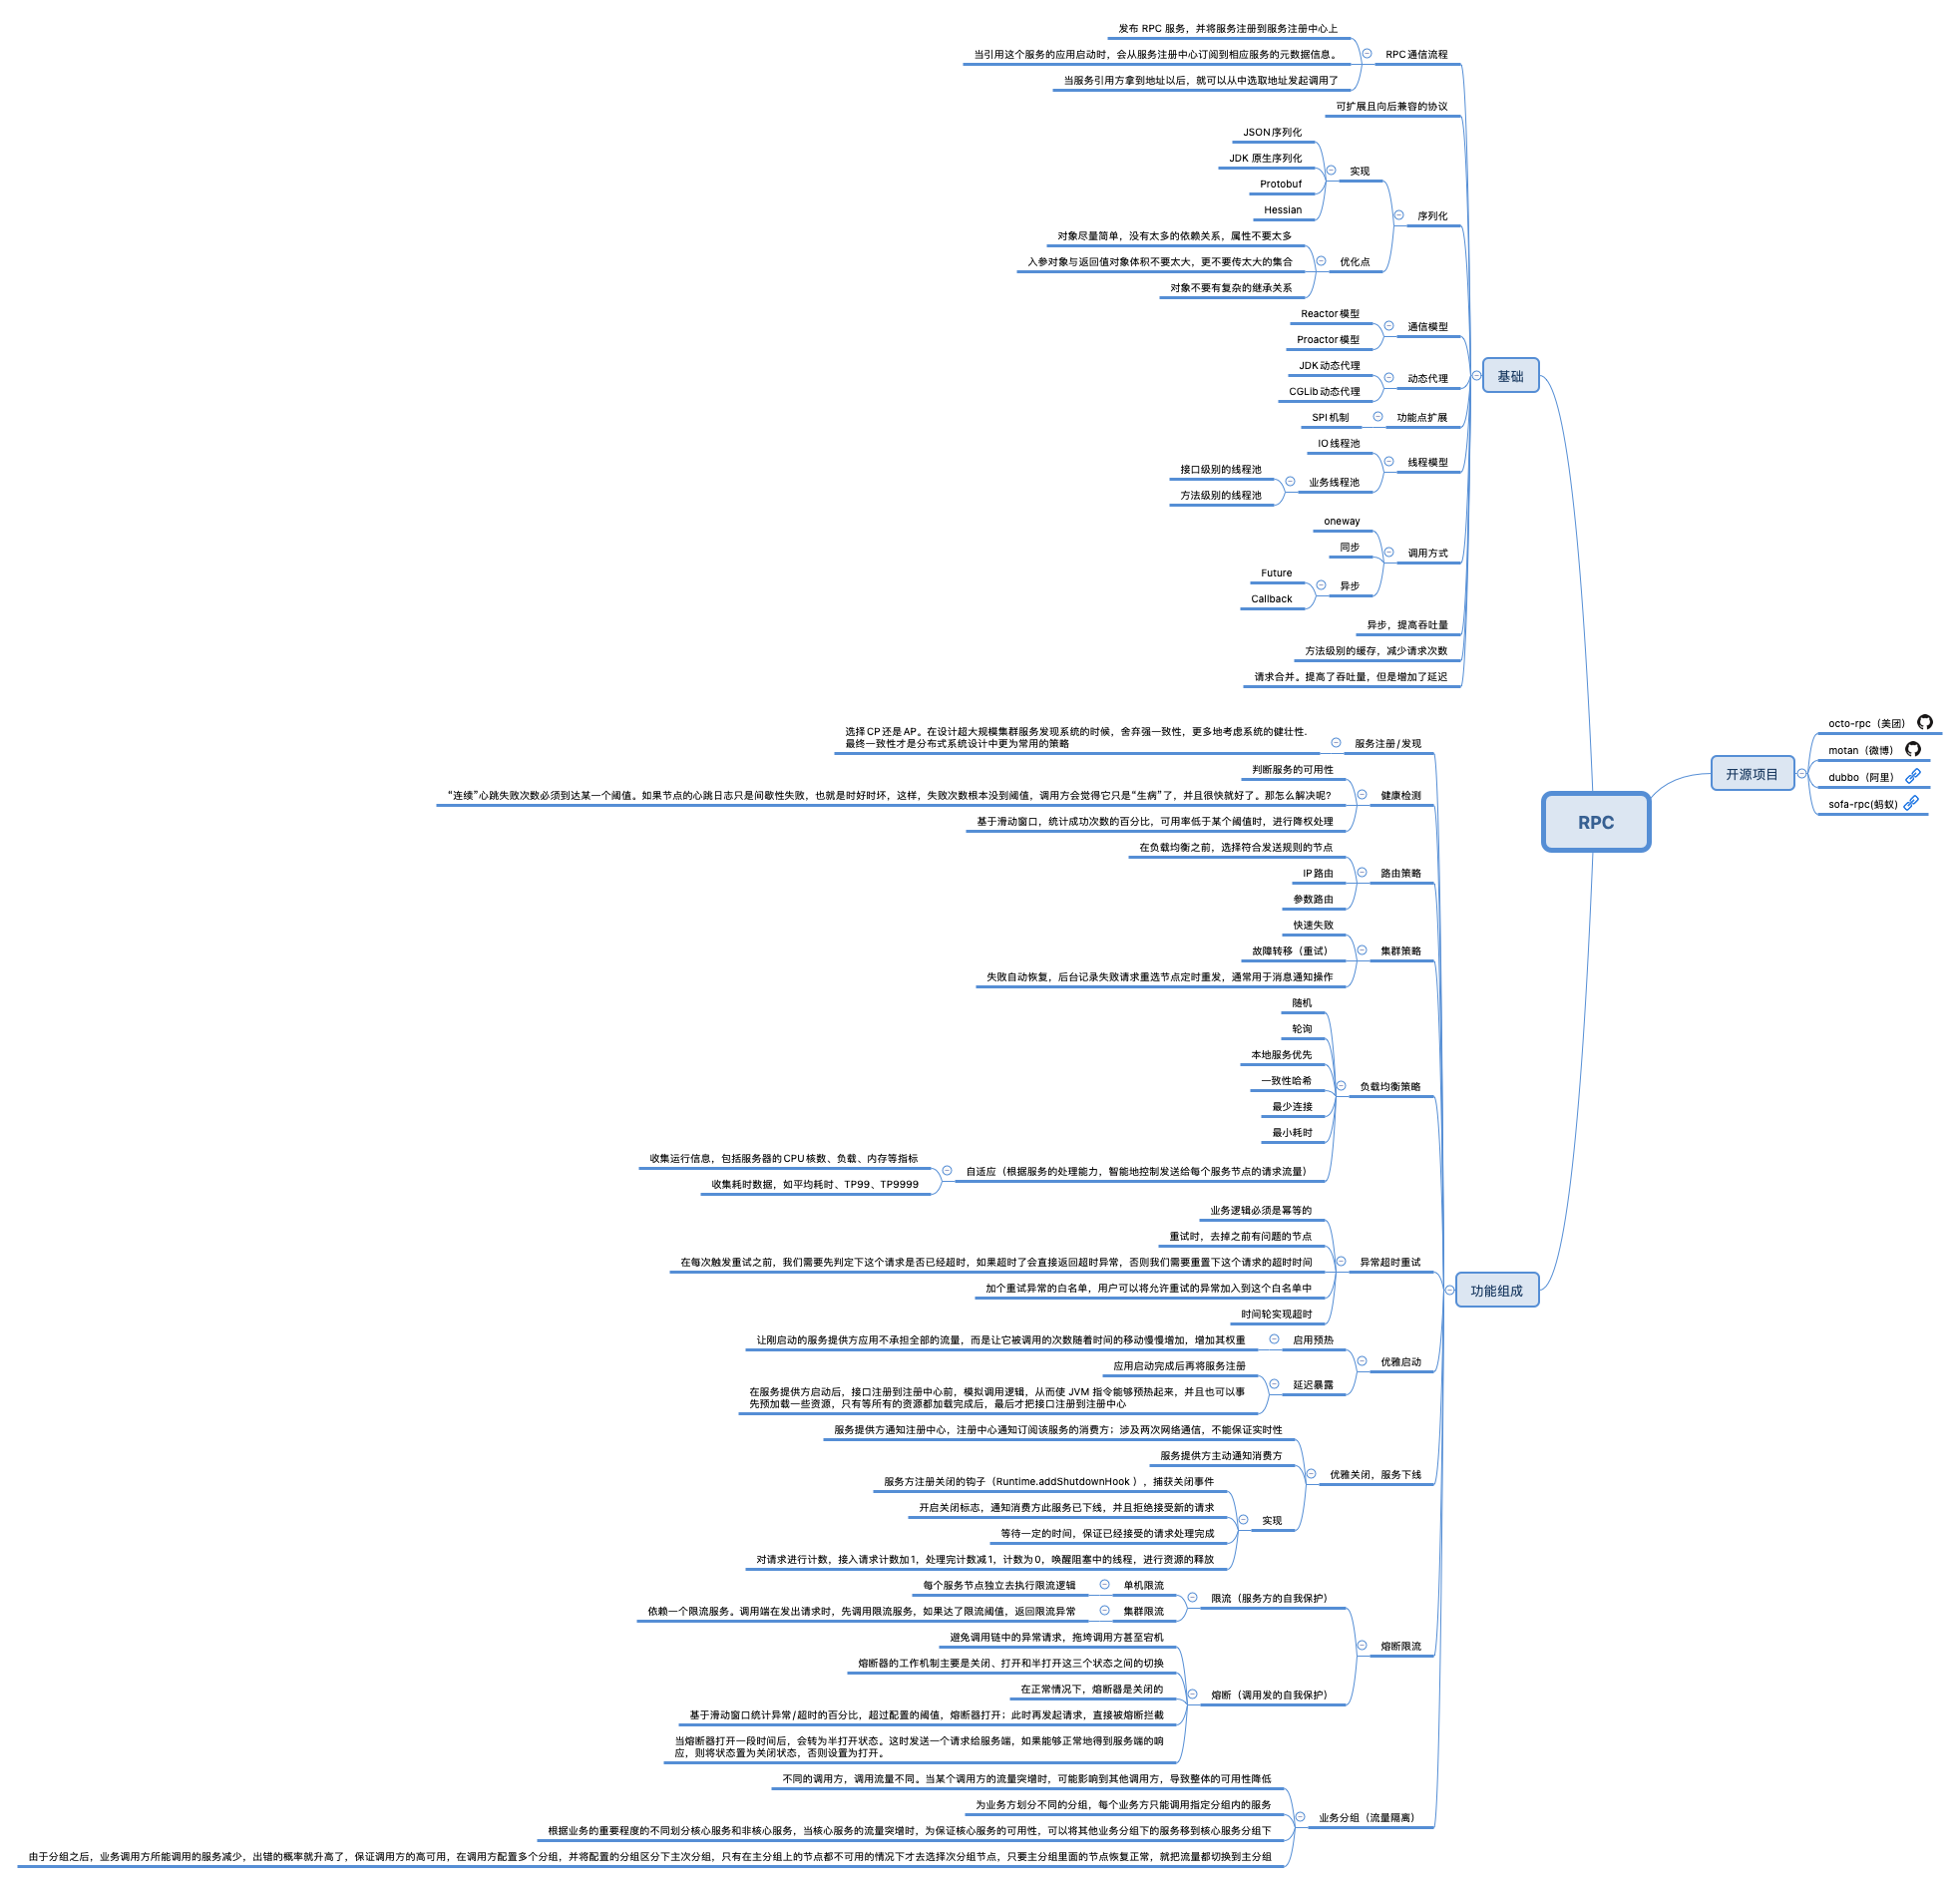 发布 RPC 服务，并将服务注册到服务注册中心上
当引用这个服务的应用启动时，会从服务注册中心订阅到相应服务的元数据信息。
RPC通信流程
当服务引用方拿到地址以后，就可以从中选取地址发起调用了
可扩展且向后兼容的协议
JSON序列化
JDK 原生序列化
实现
Protobuf
Hessian
序列化
对象尽量简单，没有太多的依赖关系，属性不要太多
入参对象与返回值对象体积不要太大，更不要传太大的集合
优化点
对象不要有复杂的继承关系
Reactor模型
通信模型
Proactor模型
JDK动态代理
动态代理
CGLib动态代理
基础
SPI机制
功能点扩展
IO线程池
线程模型
接口级别的线程池
业务线程池
方法级别的线程池
oneway
同步
调用方式
Future
异步
Callback
异步，提高吞吐量
方法级别的缓存，减少请求次数
请求合并。提高了吞吐量，但是增加了延迟
octo-rpc（美团）
motan（微博）
开源项目
dubbo（阿里）
sofa-rpc(蚂蚁)
RPC
选择CP还是AP。在设计超大规模集群服务发现系统的时候，舍弃强一致性，更多地考虑系统的健壮性.
最终一致性才是分布式系统设计中更为常用的策略
服务注册/发现
判断服务的可用性
“连续”心跳失败次数必须到达某一个阈值。如果节点的心跳日志只是间歇性失败，也就是时好时坏，这样，失败次数根本没到阈值，调用方会觉得它只是“生病”了，并且很快就好了。那怎么解决呢?
健康检测
基于滑动窗口，统计成功次数的百分比，可用率低于某个阈值时，进行降权处理
在负载均衡之前，选择符合发送规则的节点
IP路由
路由策略
参数路由
快速失败
故障转移（重试）
集群策略
失败自动恢复，后台记录失败请求重选节点定时重发，通常用于消息通知操作
随机
轮询
本地服务优先
一致性哈希
负载均衡策略
最少连接
最小耗时
收集运行信息，包括服务器的CPU核数、负载、内存等指标
自适应（根据服务的处理能力，智能地控制发送给每个服务节点的请求流量）
收集耗时数据，如平均耗时、TP99、TP9999
业务逻辑必须是幂等的
重试时，去掉之前有问题的节点
在每次触发重试之前，我们需要先判定下这个请求是否已经超时，如果超时了会直接返回超时异常，否则我们需要重置下这个请求的超时时间
异常超时重试
加个重试异常的白名单，用户可以将允许重试的异常加入到这个白名单中
时间轮实现超时
功能组成
让刚启动的服务提供方应用不承担全部的流量，而是让它被调用的次数随着时间的移动慢慢增加，增加其权重
启用预热
优雅启动
应用启动完成后再将服务注册
延迟暴露
在服务提供方启动后，接口注册到注册中心前，模拟调用逻辑，从而使 JVM 指令能够预热起来，并且也可以事
先预加载一些资源，只有等所有的资源都加载完成后，最后才把接口注册到注册中心
服务提供方通知注册中心，注册中心通知订阅该服务的消费方；涉及两次网络通信，不能保证实时性
服务提供方主动通知消费方
优雅关闭，服务下线
服务方注册关闭的钩子（Runtime.addShutdownHook ），捕获关闭事件
开启关闭标志，通知消费方此服务已下线，并且拒绝接受新的请求
实现
等待一定的时间，保证已经接受的请求处理完成
对请求进行计数，接入请求计数加1，处理完计数减1，计数为0，唤醒阻塞中的线程，进行资源的释放
每个服务节点独立去执行限流逻辑
单机限流
限流（服务方的自我保护）
依赖一个限流服务。调用端在发出请求时，先调用限流服务，如果达了限流阈值，返回限流异常
集群限流
熔断限流
避免调用链中的异常请求，拖垮调用方甚至宕机
熔断器的工作机制主要是关闭、打开和半打开这三个状态之间的切换
在正常情况下，熔断器是关闭的
熔断（调用发的自我保护）
基于滑动窗口统计异常/超时的百分比，超过配置的阈值，熔断器打开；此时再发起请求，直接被熔断拦截
当熔断器打开一段时间后，会转为半打开状态。这时发送一个请求给服务端，如果能够正常地得到服务端的响
应，则将状态置为关闭状态，否则设置为打开。
不同的调用方，调用流量不同。当某个调用方的流量突增时，可能影响到其他调用方，导致整体的可用性降低
为业务方划分不同的分组，每个业务方只能调用指定分组内的服务
业务分组（流量隔离）
根据业务的重要程度的不同划分核心服务和非核心服务，当核心服务的流量突增时，为保证核心服务的可用性，可以将其他业务分组下的服务移到核心服务分组下
由于分组之后，业务调用方所能调用的服务减少，出错的概率就升高了，保证调用方的高可用，在调用方配置多个分组，并将配置的分组区分下主次分组，只有在主分组上的节点都不可用的情况下才去选择次分组节点，只要主分组里面的节点恢复正常，就把流量都切换到主分组